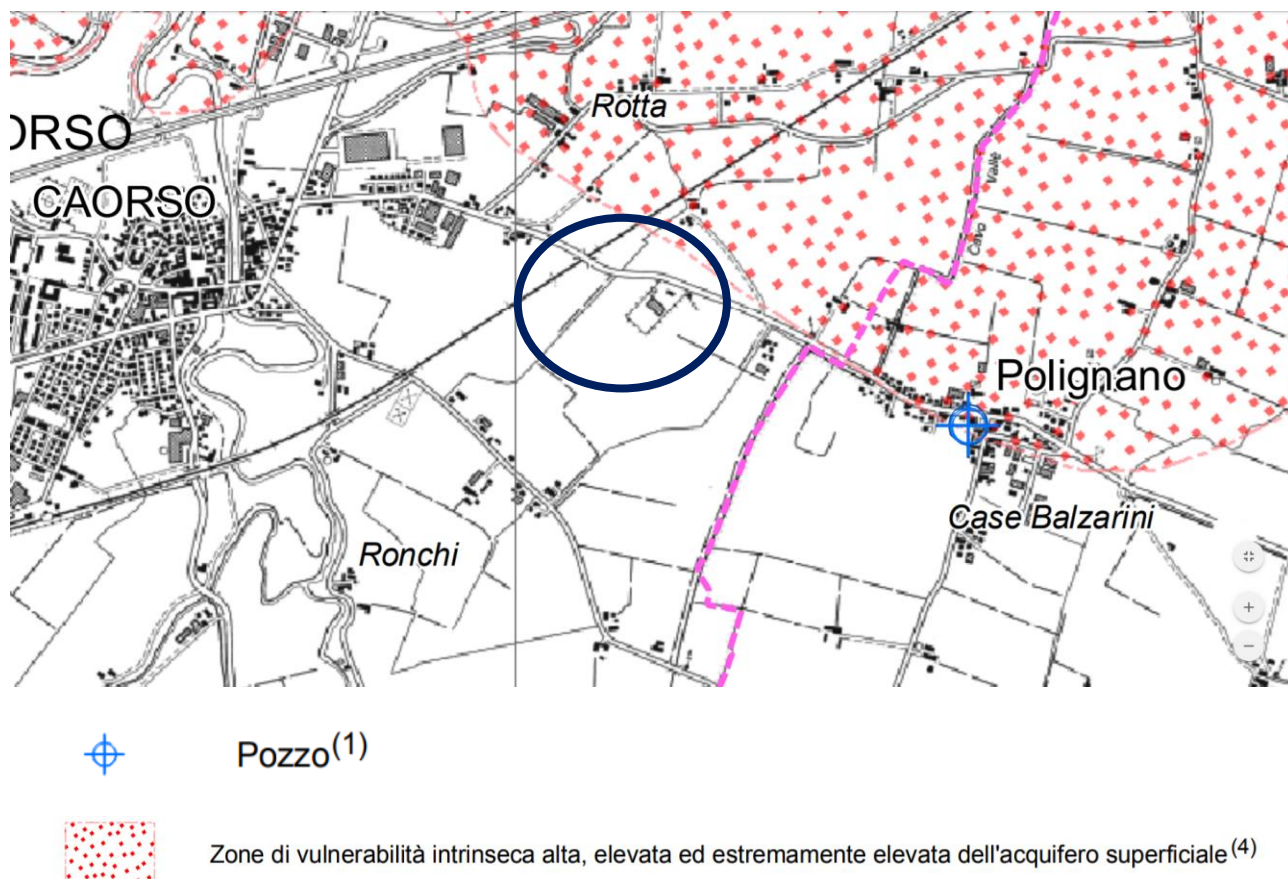 Rotta
ORSO
CAORSO
Valle
Cavo
Polignano
Case Balzarini
Ronchi
+
−
Pozzo(1)
Zone di vulnerabilità intrinseca alta, elevata ed estremamente elevata dell'acquifero superficiale(4)